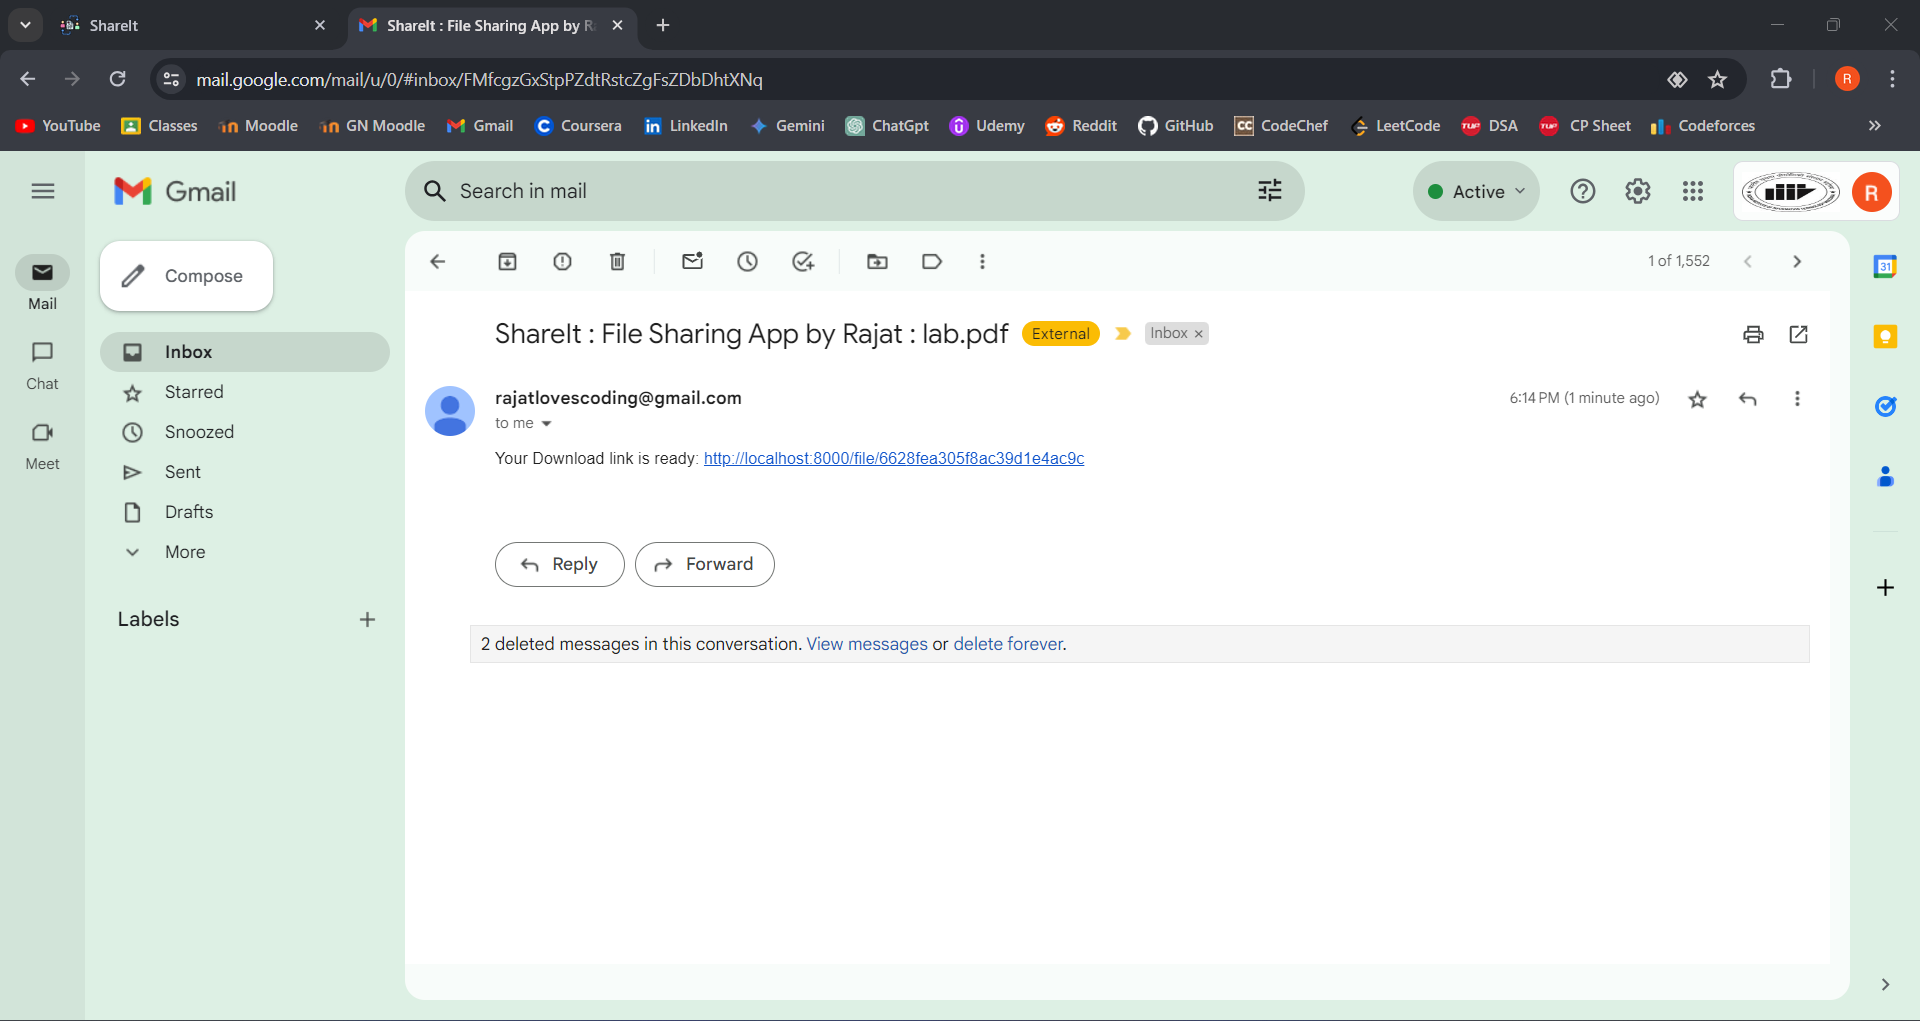 ShareIt
ShareIt : File Sharing App by R
mail.google.com/mail/u/0/#inbox/FMfcgzGxStpPZdtRstcZgFsZDbDhtXNq
R
YouTube Classes Moodle GN Moodle Gmail Coursera LinkedIn Gemini ChatGpt Udemy Reddit GitHub CodeChef LeetCode DSA CP Sheet Codeforces
Gmail
Search in mail
Active
R
Compose
Mail
Chat
Meet
Inbox
Starred
Snoozed
Sent
Drafts
More
Labels
1 of 1,552
31
ShareIt : File Sharing App by Rajat : lab.pdf External Inbox
rajatlovescoding@gmail.com 6:14 PM (1 minute ago)
to me
Your Download link is ready: http://localhost:8000/file/6628fea305f8ac39d1e4ac9c
Reply Forward
2 deleted messages in this conversation. View messages or delete forever.